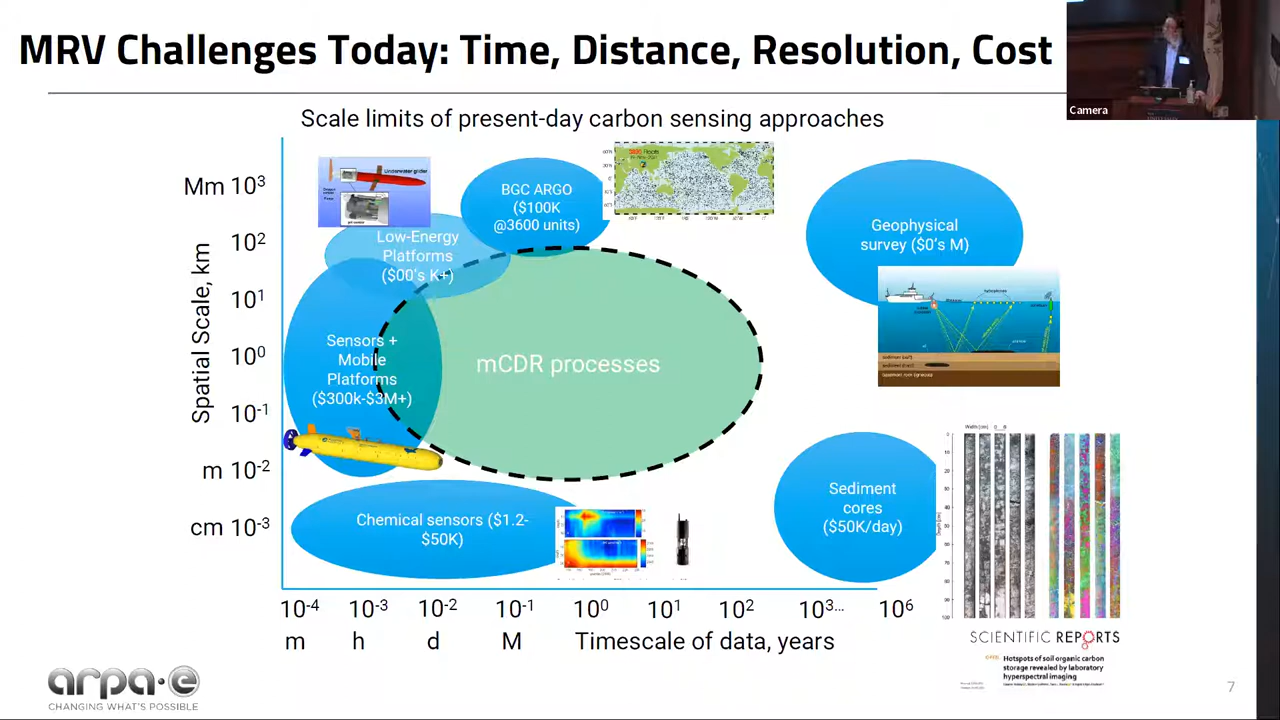 MRV Challenges Today: Time, Distance, Resolution, Cost
Camera
Scale limits of present-day carbon sensing approaches
Mm 10³
10²
10¹
10⁰
10⁻¹
m 10⁻²
cm 10⁻³
Spatial Scale, km
Underwater glider
BGC ARGO
($100K
@3600 units)
Geophysical
survey ($0's M)
Low-Energy
Platforms
($00's K+)
Sensors +
Mobile
Platforms
($300k-$3M+)
mCDR processes
Chemical sensors ($1.2-
$50K)
Sediment
cores
($50K/day)
10⁻⁴
10⁻³
10⁻²
10⁻¹
10⁰
10¹
10²
10³...
10⁶
m
h
d
M
Timescale of data, years
SCIENTIFIC REPORTS
Hotspots of soil organic carbon
storage revealed by laboratory
hyperspectral imaging
arpa·e
CHANGING WHAT'S POSSIBLE
7